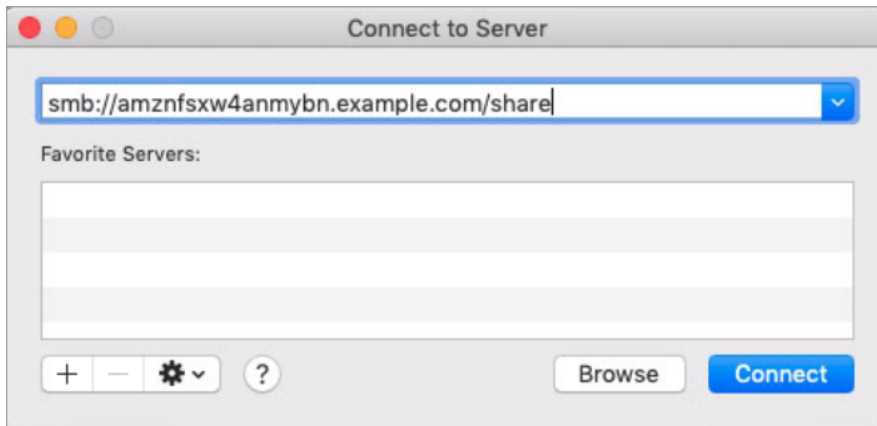 Connect to Server
smb://amznfsxw4anmybn.example.com/share
Favorite Servers:
+ − ?
Browse
Connect